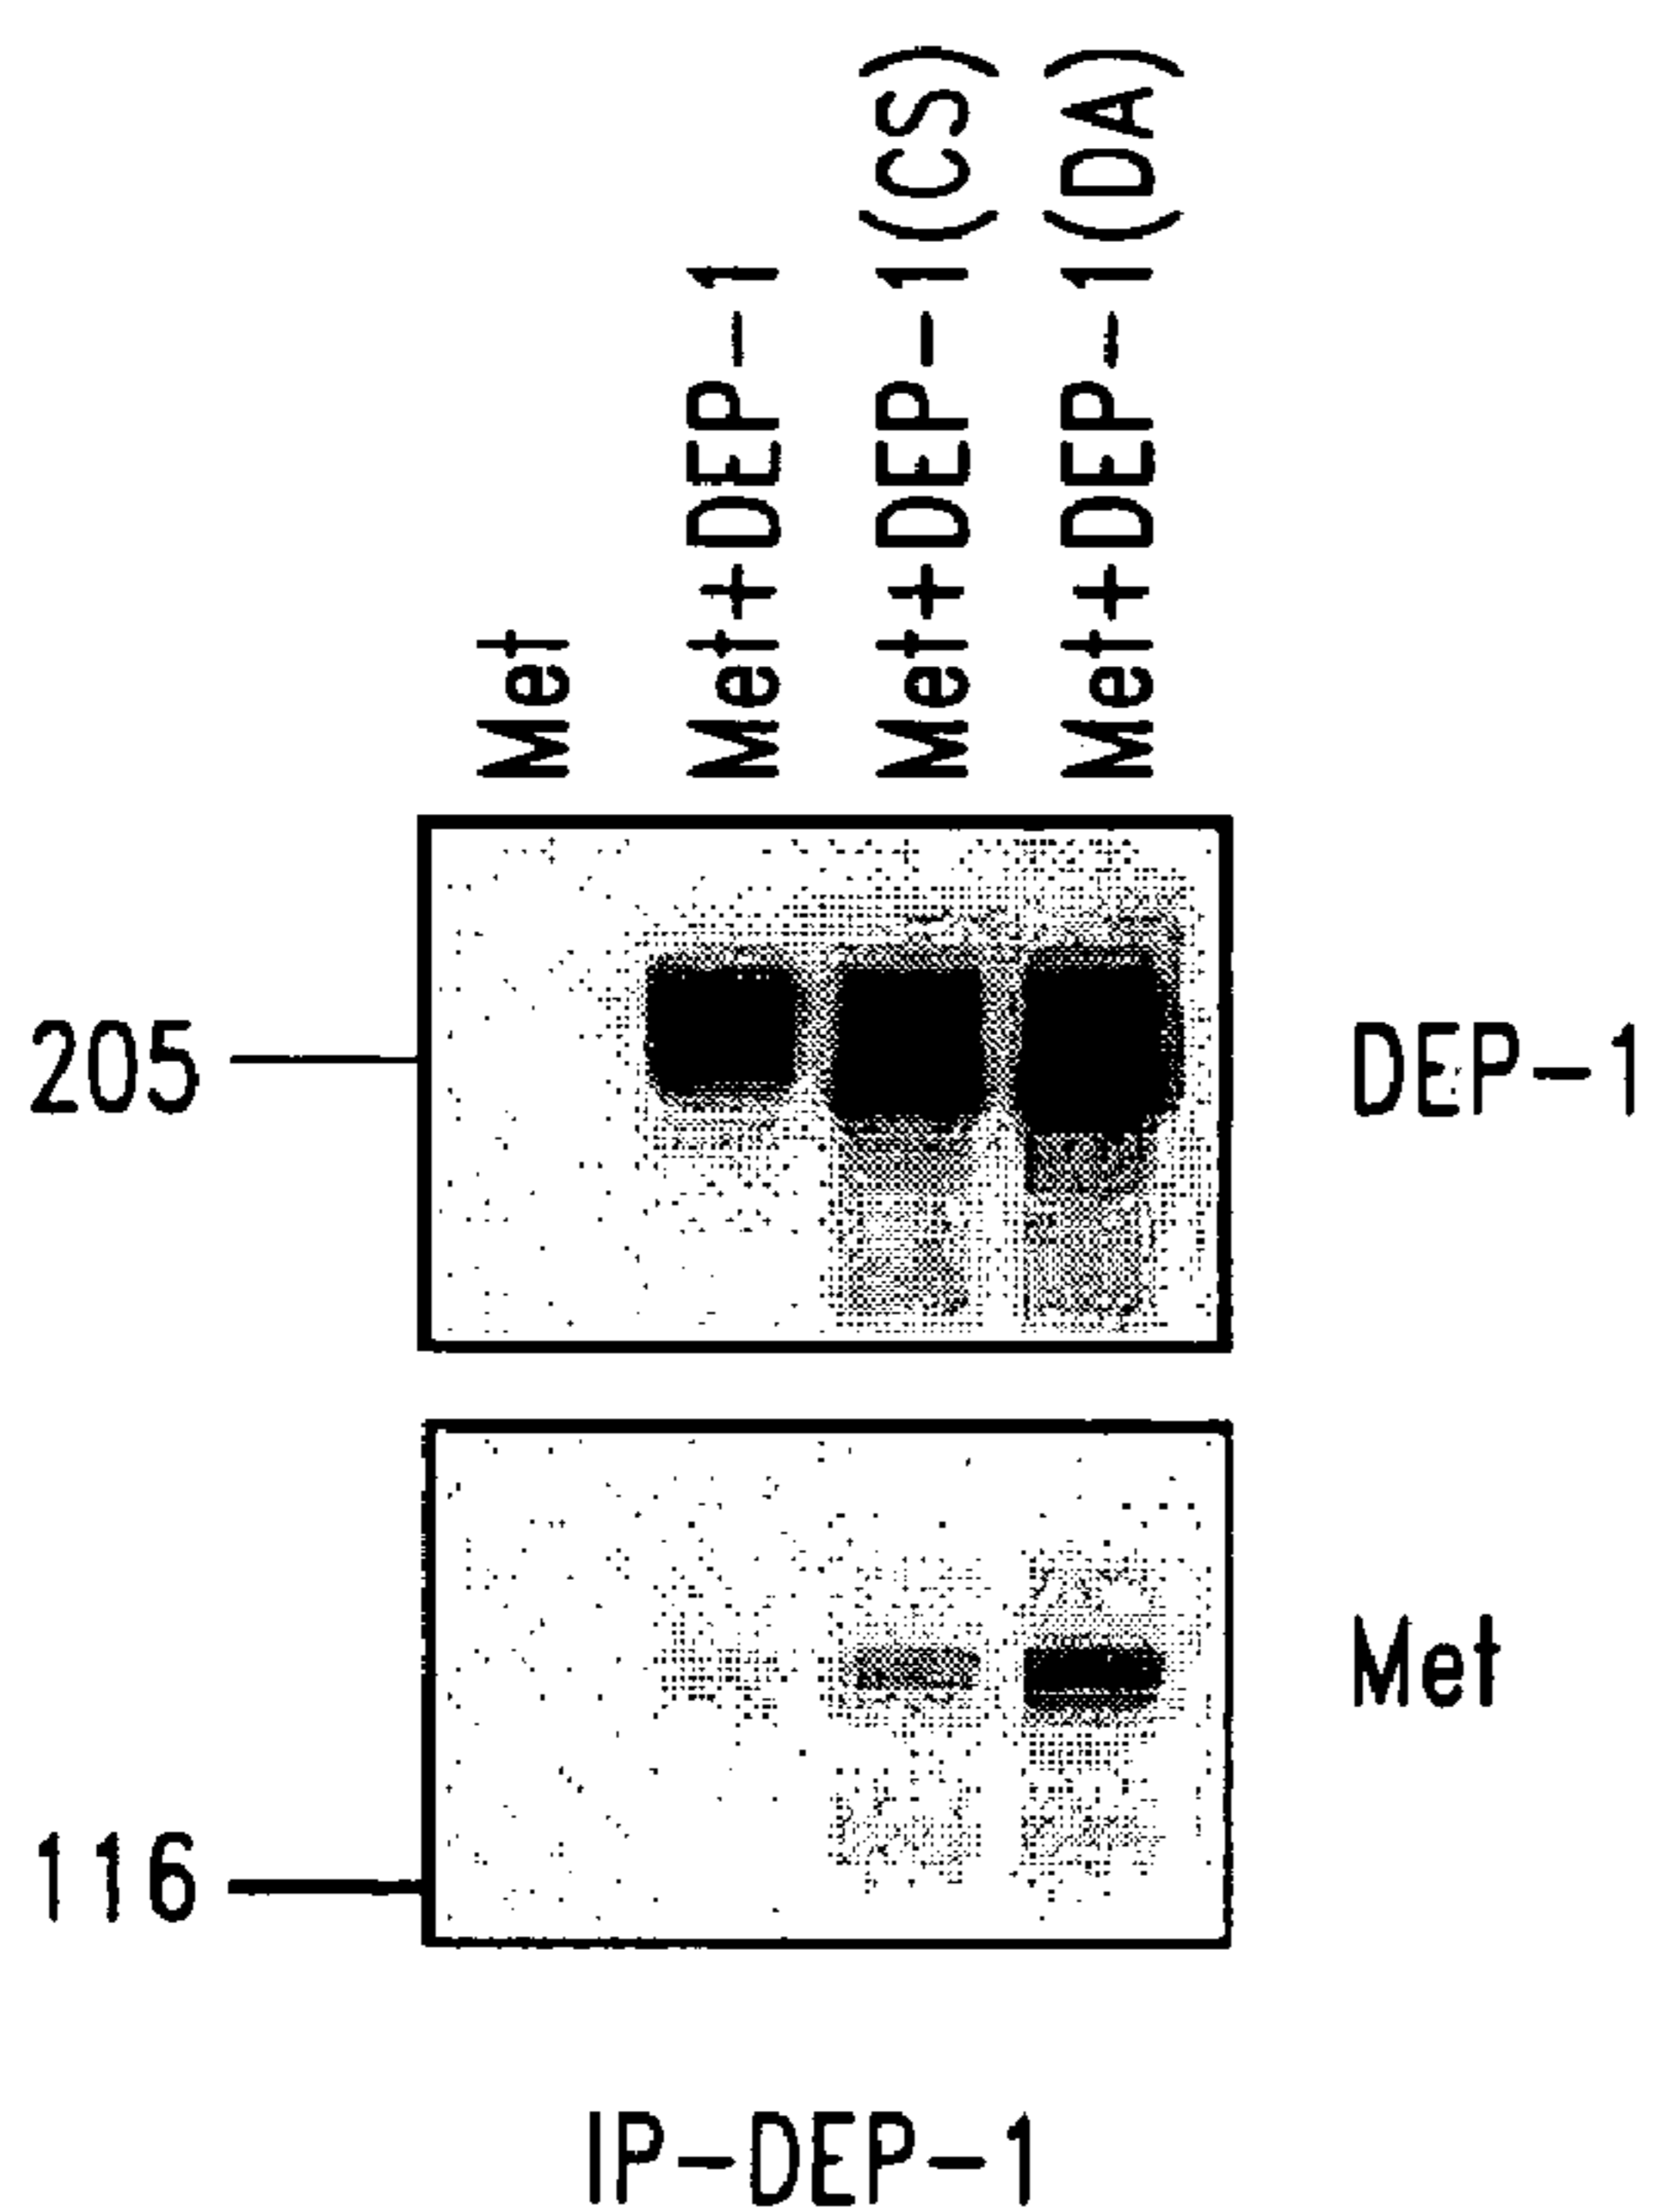 Met
Met+DEP-1
Met+DEP-1(CS)
Met+DEP-1(DA)
205
DEP-1
Met
116
IP-DEP-1